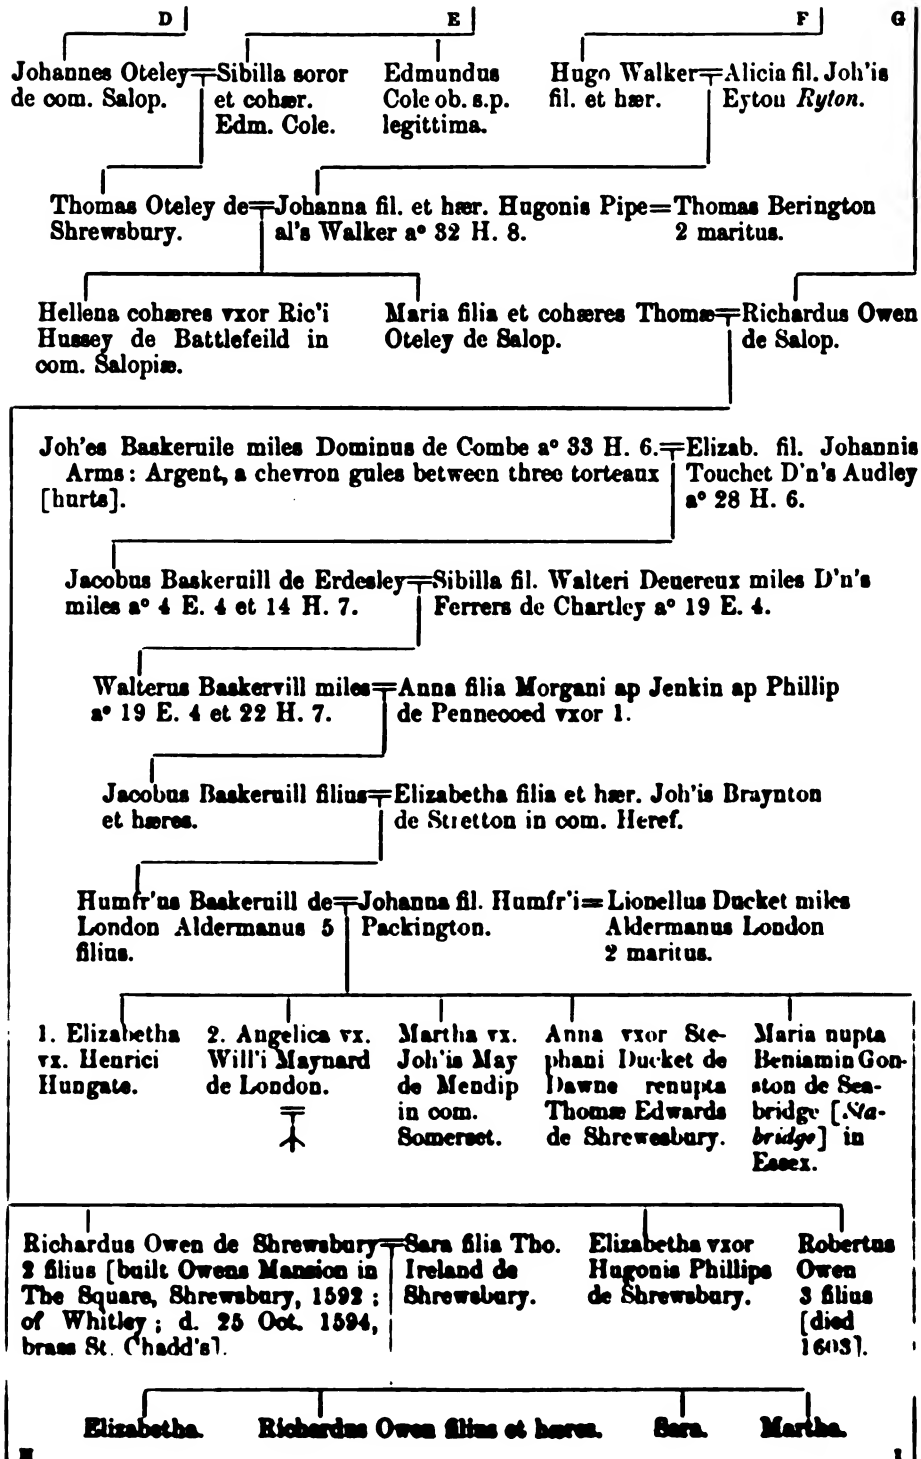 D E F G
Johannes Oteley=Sibilla soror
de com. Salop. et cohær.
Edm. Cole.
Edmundus
Cole ob. s.p.
legittima.
Hugo Walker=Alicia fil. Joh'is
fil. et hær. Eytou Ryton.
Thomas Oteley de=Johanna fil. et hær. Hugonis Pipe=Thomas Berington
Shrewsbury. al's Walker aº 32 H. 8. 2 maritus.
Hellena cohæres vxor Ric'i
Hussey de Battlefeild in
com. Salopiæ.
Maria filia et cohæres Thomæ=Richardus Owen
Oteley de Salop. de Salop.
Joh'es Baskeruile miles Dominus de Combe aº 33 H. 6.=Elizab. fil. Johannis
Arms: Argent, a chevron gules between three torteaux Touchet D'n's Audley
[hurts]. aº 28 H. 6.
Jacobus Baskeruill de Erdesley=Sibilla fil. Walteri Deuereux miles D'n's
miles aº 4 E. 4 et 14 H. 7. Ferrers de Chartley aº 19 E. 4.
Walterus Baskervill miles=Anna filia Morgani ap Jenkin ap Phillip
aº 19 E. 4 et 22 H. 7. de Pennecoed vxor 1.
Jacobus Baskeruill filius=Elizabetha filia et hær. Joh'is Braynton
et hæres. de Stretton in com. Heref.
Humfr'us Baskeruill de=Johanna fil. Humfr'i=Lionellus Ducket miles
London Aldermanus 5 Packington. Aldermanus London
filius. 2 maritus.
1. Elizabetha
vx. Henrici
Hungate.
2. Angelica vx.
Will'i Maynard
de London.
Martha vx.
Joh'is May
de Mendip
in com.
Somerset.
Anna vxor Ste-
phani Ducket de
Dawne renupta
Thomæ Edwards
de Shrewesbury.
Maria nupta
Beniamin Gon-
ston de Sea-
bridge [Sta-
bridge] in
Essex.
Richardus Owen de Shrewsbury=Sara filia Tho.
2 filius [built Owens Mansion in Ireland de
The Square, Shrewsbury, 1592; Shrewsbury.
of Whitley; d. 25 Oct. 1594,
brass St. Chadd's].
Elizabetha vxor
Hugonis Phillips
de Shrewsbury.
Robertus
Owen
3 filius
[died
1603].
Elizabetha. Richardus Owen filius et hæres. Sara. Martha.
H I